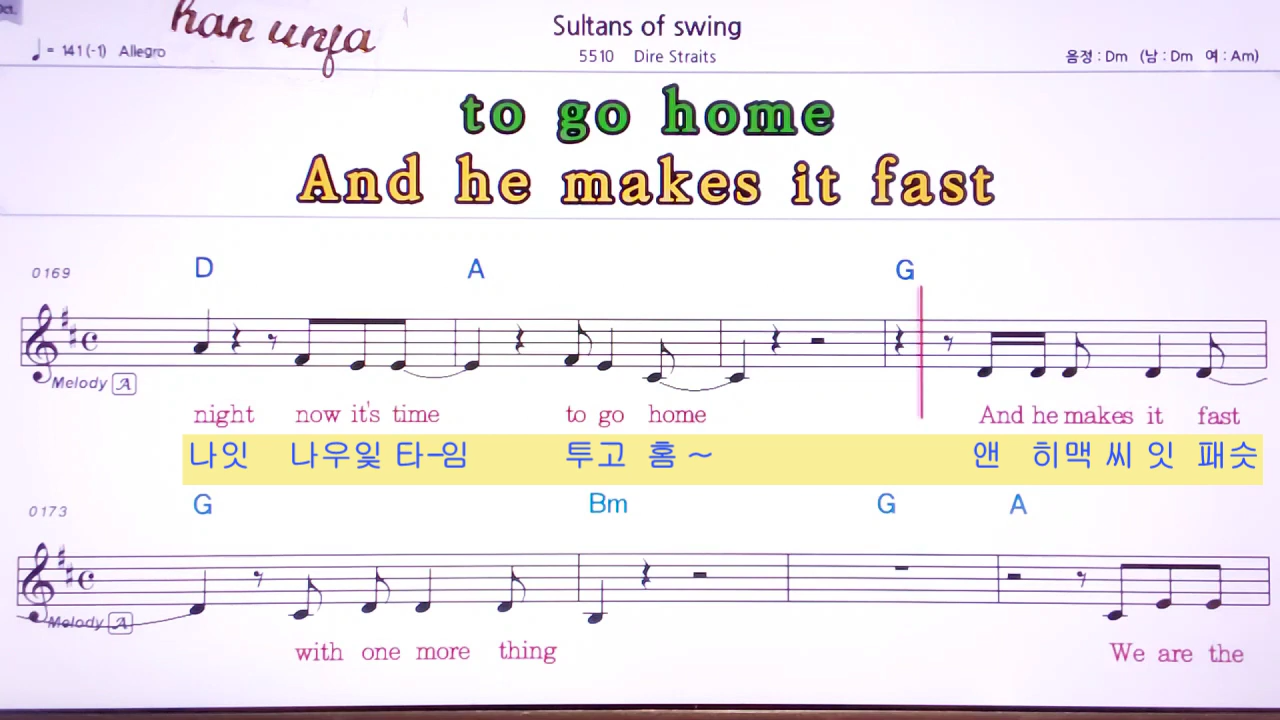 han unja
Sultans of swing
♩ = 141 (-1) Allegro
5510 Dire Straits
음정 : Dm (남 : Dm 여 : Am)
to go home
And he makes it fast
0169
D A G
Melody A
night now it's time to go home And he makes it fast
나잇 나우잋 타-임 투고 홈 ~ 앤 히맥 씨 잇 패슷
0173
G Bm G A
Melody A
with one more thing We are the